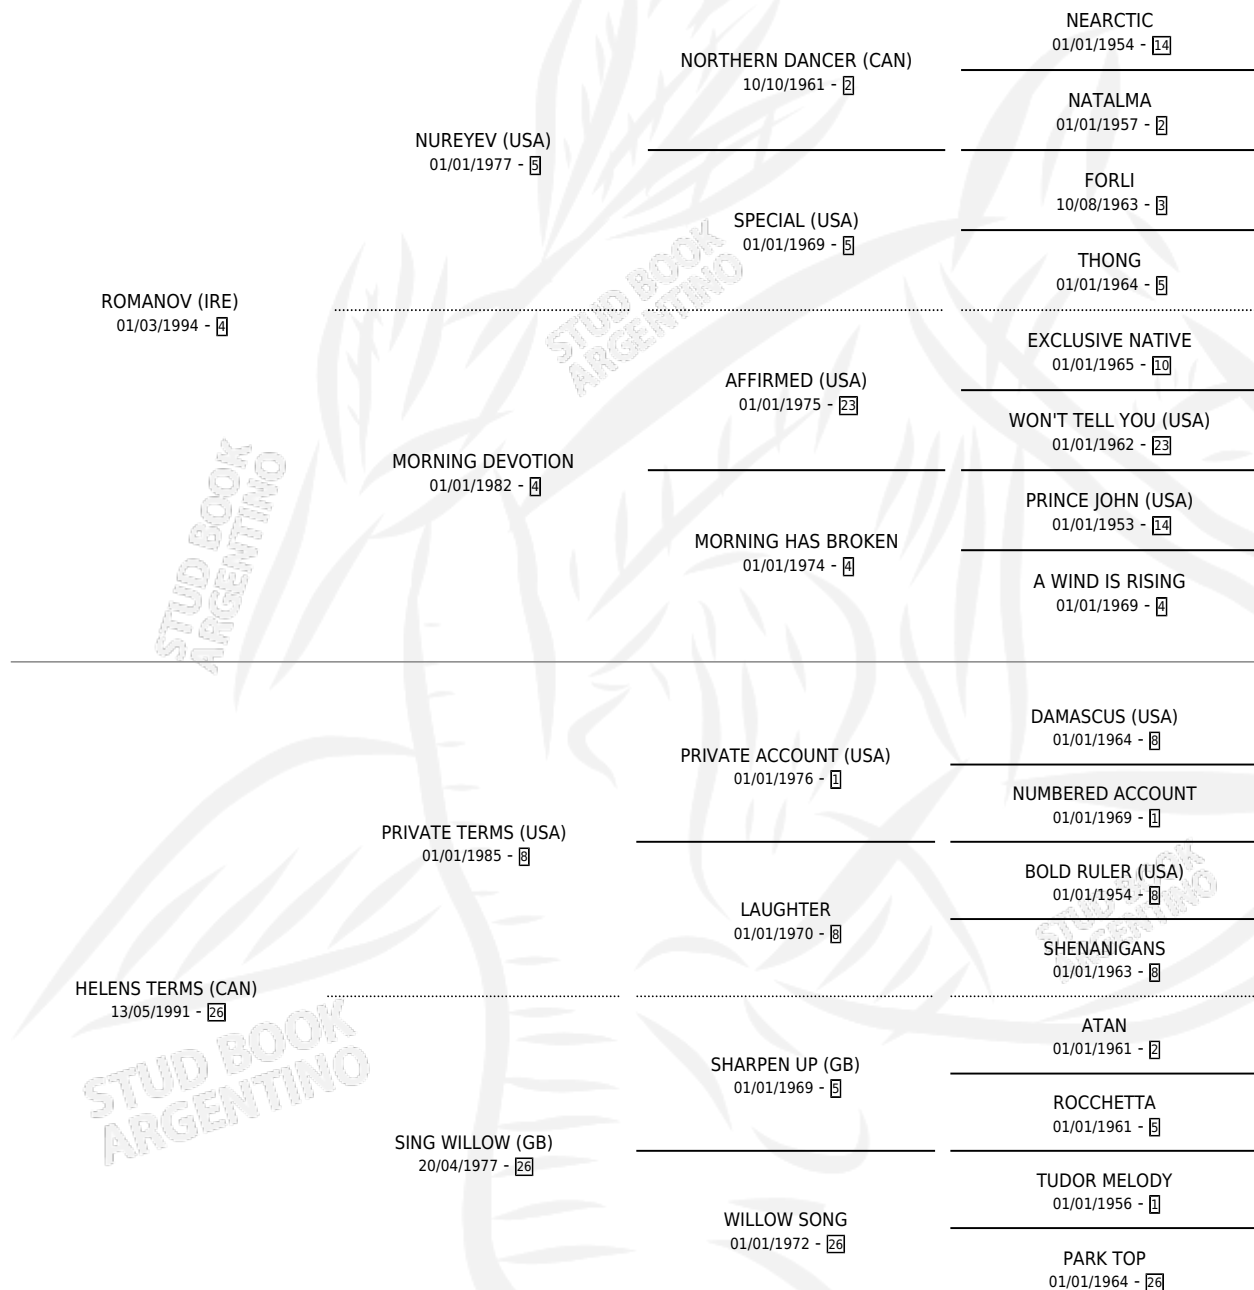 NEARCTIC
01/01/1954 - 14
NORTHERN DANCER (CAN)
10/10/1961 - 2
NATALMA
01/01/1957 - 2
NUREYEV (USA)
01/01/1977 - 5
FORLI
10/08/1963 - 3
SPECIAL (USA)
01/01/1969 - 5
THONG
01/01/1964 - 5
ROMANOV (IRE)
01/03/1994 - 4
EXCLUSIVE NATIVE
01/01/1965 - 10
AFFIRMED (USA)
01/01/1975 - 23
WON'T TELL YOU (USA)
01/01/1962 - 23
MORNING DEVOTION
01/01/1982 - 4
PRINCE JOHN (USA)
01/01/1953 - 14
MORNING HAS BROKEN
01/01/1974 - 4
A WIND IS RISING
01/01/1969 - 4
DAMASCUS (USA)
01/01/1964 - 8
PRIVATE ACCOUNT (USA)
01/01/1976 - 1
NUMBERED ACCOUNT
01/01/1969 - 1
PRIVATE TERMS (USA)
01/01/1985 - 8
BOLD RULER (USA)
01/01/1954 - 8
LAUGHTER
01/01/1970 - 8
SHENANIGANS
01/01/1963 - 8
HELENS TERMS (CAN)
13/05/1991 - 26
ATAN
01/01/1961 - 2
SHARPEN UP (GB)
01/01/1969 - 5
ROCCHETTA
01/01/1961 - 5
SING WILLOW (GB)
20/04/1977 - 26
TUDOR MELODY
01/01/1956 - 1
WILLOW SONG
01/01/1972 - 26
PARK TOP
01/01/1964 - 26
STUD BOOK
ARGENTINO
STUD BOOK
ARGENTINO
STUD BOOK
ARGENTINO
STUD BOOK
ARGENTINO